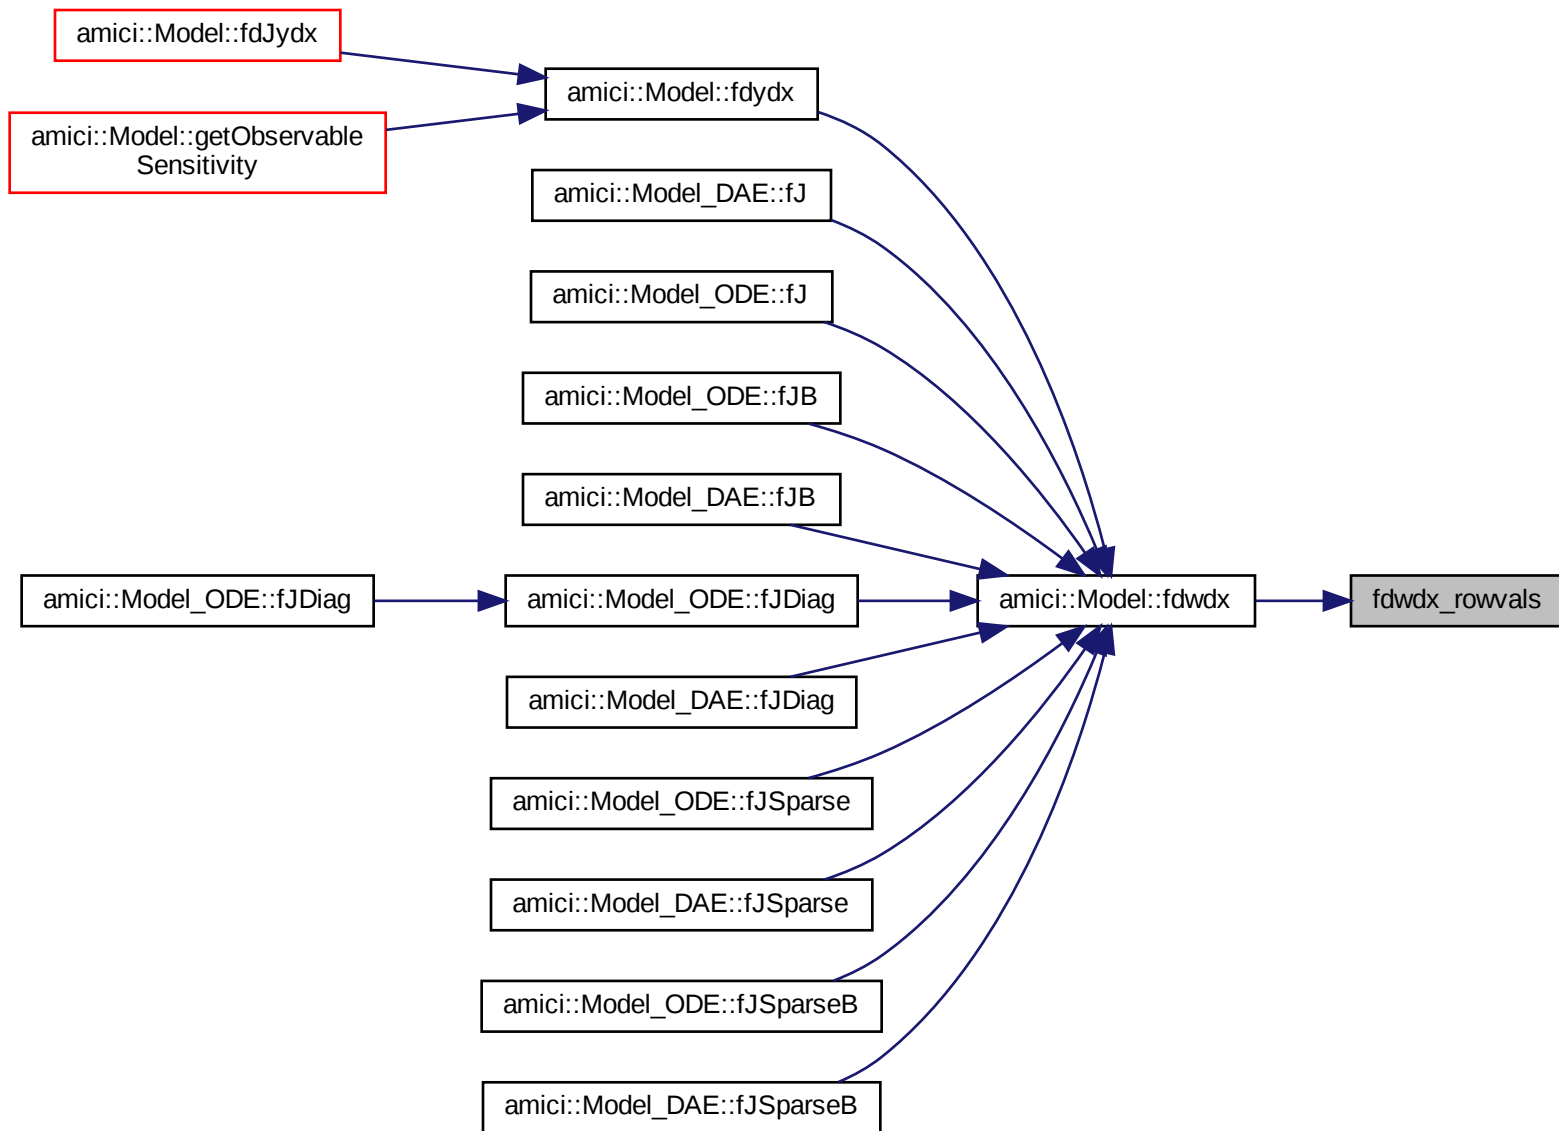 amici::Model::fdJydx
amici::Model::fdydx
amici::Model::getObservable
Sensitivity
amici::Model_DAE::fJ
amici::Model_ODE::fJ
amici::Model_ODE::fJB
amici::Model_DAE::fJB
amici::Model_ODE::fJDiag
amici::Model_ODE::fJDiag
amici::Model::fdwdx
fdwdx_rowvals
amici::Model_DAE::fJDiag
amici::Model_ODE::fJSparse
amici::Model_DAE::fJSparse
amici::Model_ODE::fJSparseB
amici::Model_DAE::fJSparseB